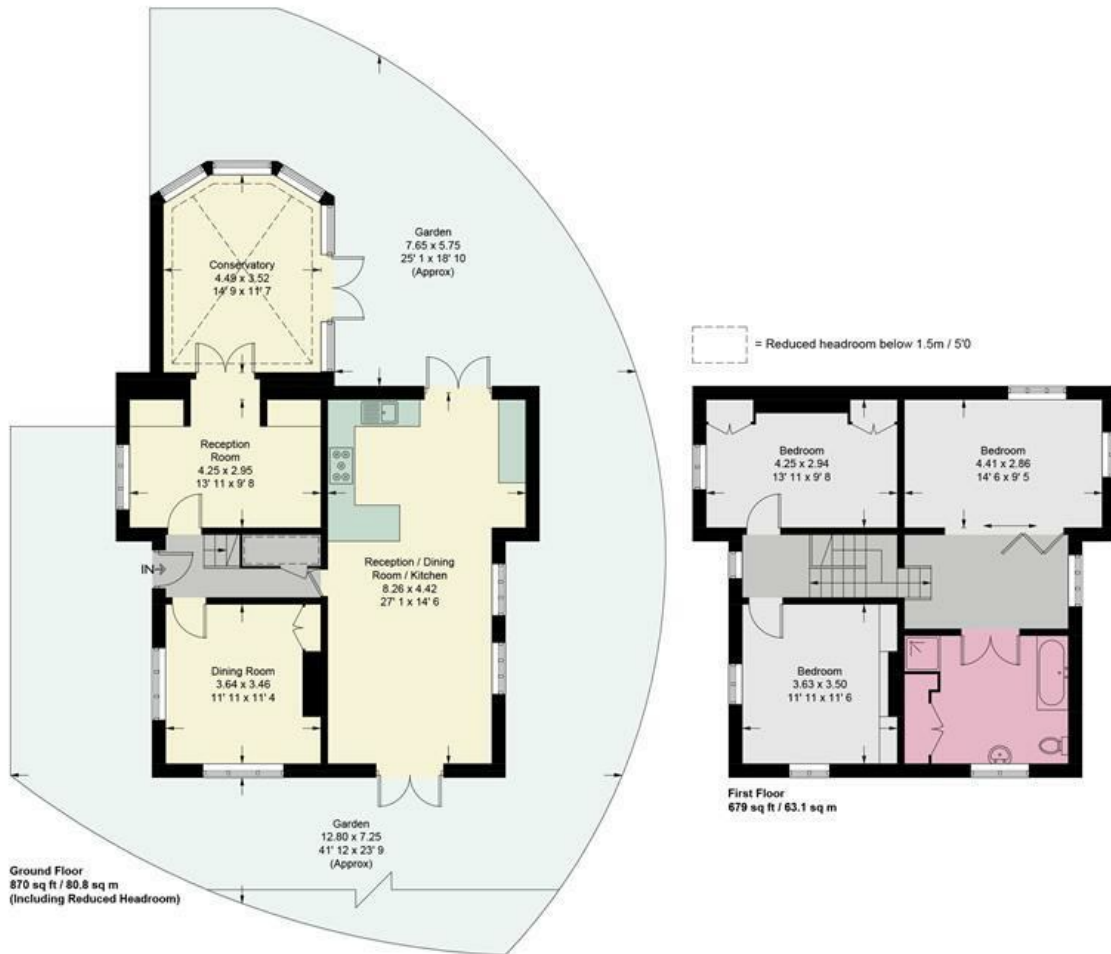 Garden
7.65 x 5.75
25' 1 x 18' 10
(Approx)
Conservatory
4.49 x 3.52
14' 9 x 11' 7
= Reduced headroom below 1.5m / 5'0
Reception
Room
4.25 x 2.95
13' 11 x 9' 8
Bedroom
4.25 x 2.94
13' 11 x 9' 8
Bedroom
4.41 x 2.86
14' 6 x 9' 5
IN
Reception / Dining
Room / Kitchen
8.26 x 4.42
27' 1 x 14' 6
Dining Room
3.64 x 3.46
11' 11 x 11' 4
Bedroom
3.63 x 3.50
11' 11 x 11' 6
First Floor
679 sq ft / 63.1 sq m
Garden
12.80 x 7.25
41' 12 x 23' 9
(Approx)
Ground Floor
870 sq ft / 80.8 sq m
(Including Reduced Headroom)